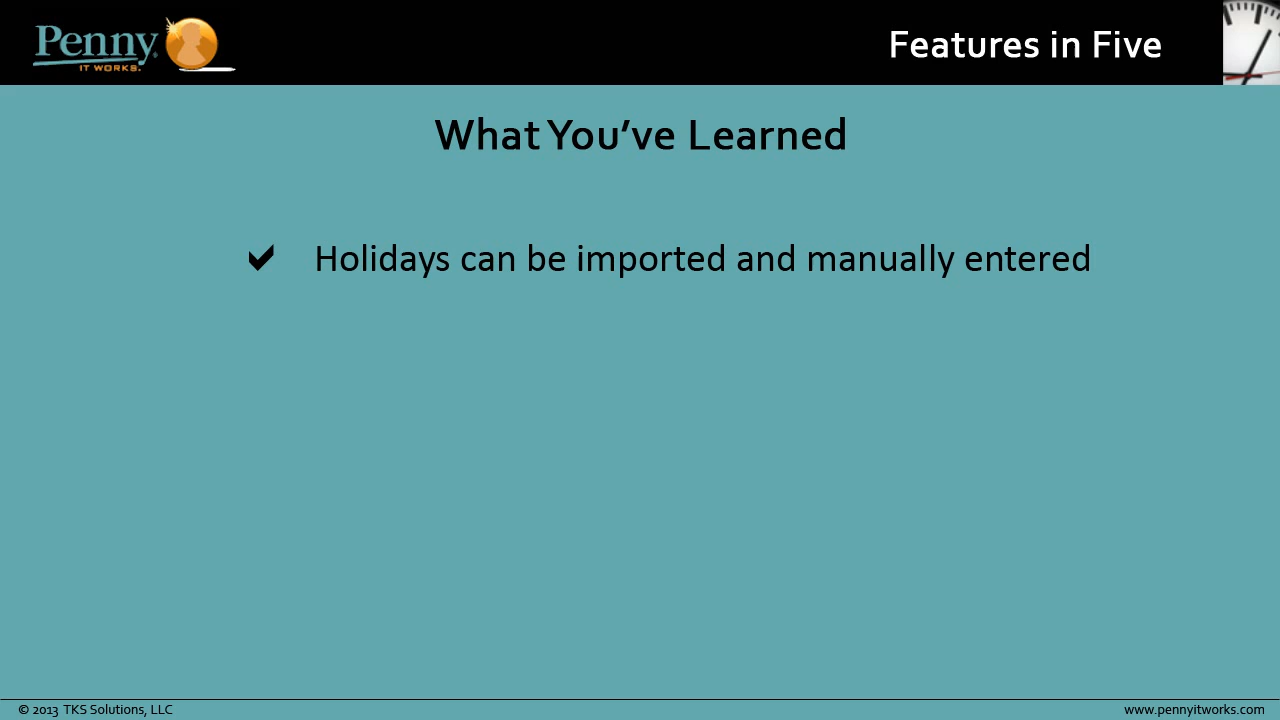 Penny®
IT WORKS.
Features in Five
What You've Learned
✔ Holidays can be imported and manually entered
© 2013 TKS Solutions, LLC
www.pennyitworks.com